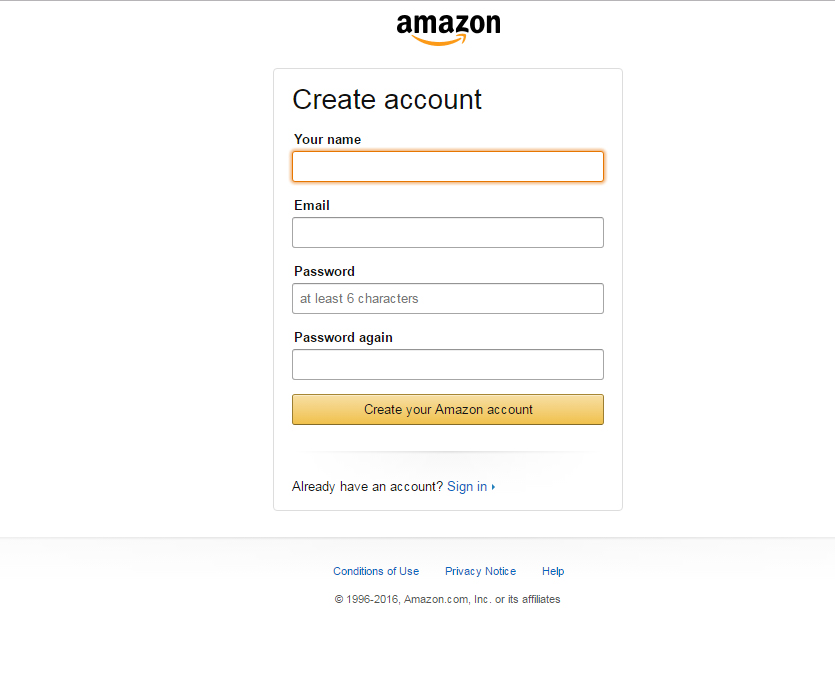 amazon
Create account
Your name
Email
Password
at least 6 characters
Password again
Create your Amazon account
Already have an account? Sign in
Conditions of Use Privacy Notice Help
© 1996-2016, Amazon.com, Inc. or its affiliates